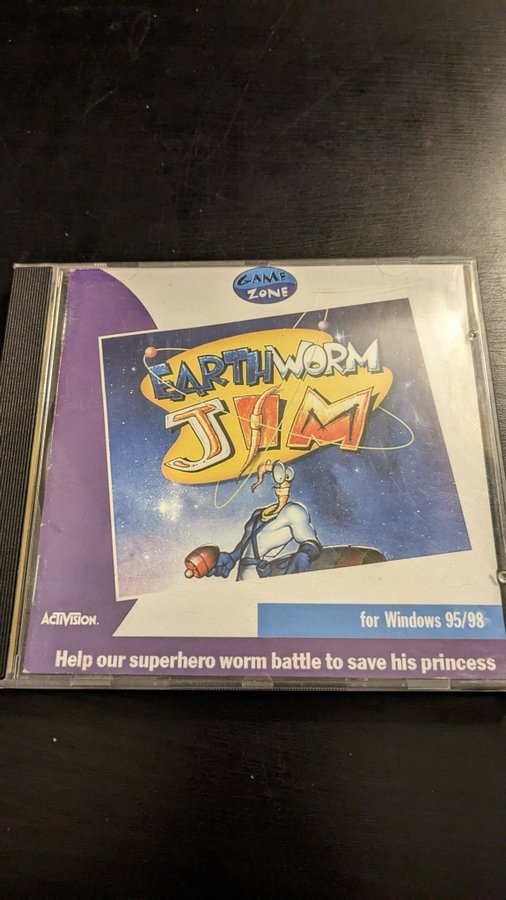 GAME
ZONE
EARTHWORM
JIM
ACTIVISION.
for Windows 95/98
Help our superhero worm battle to save his princess